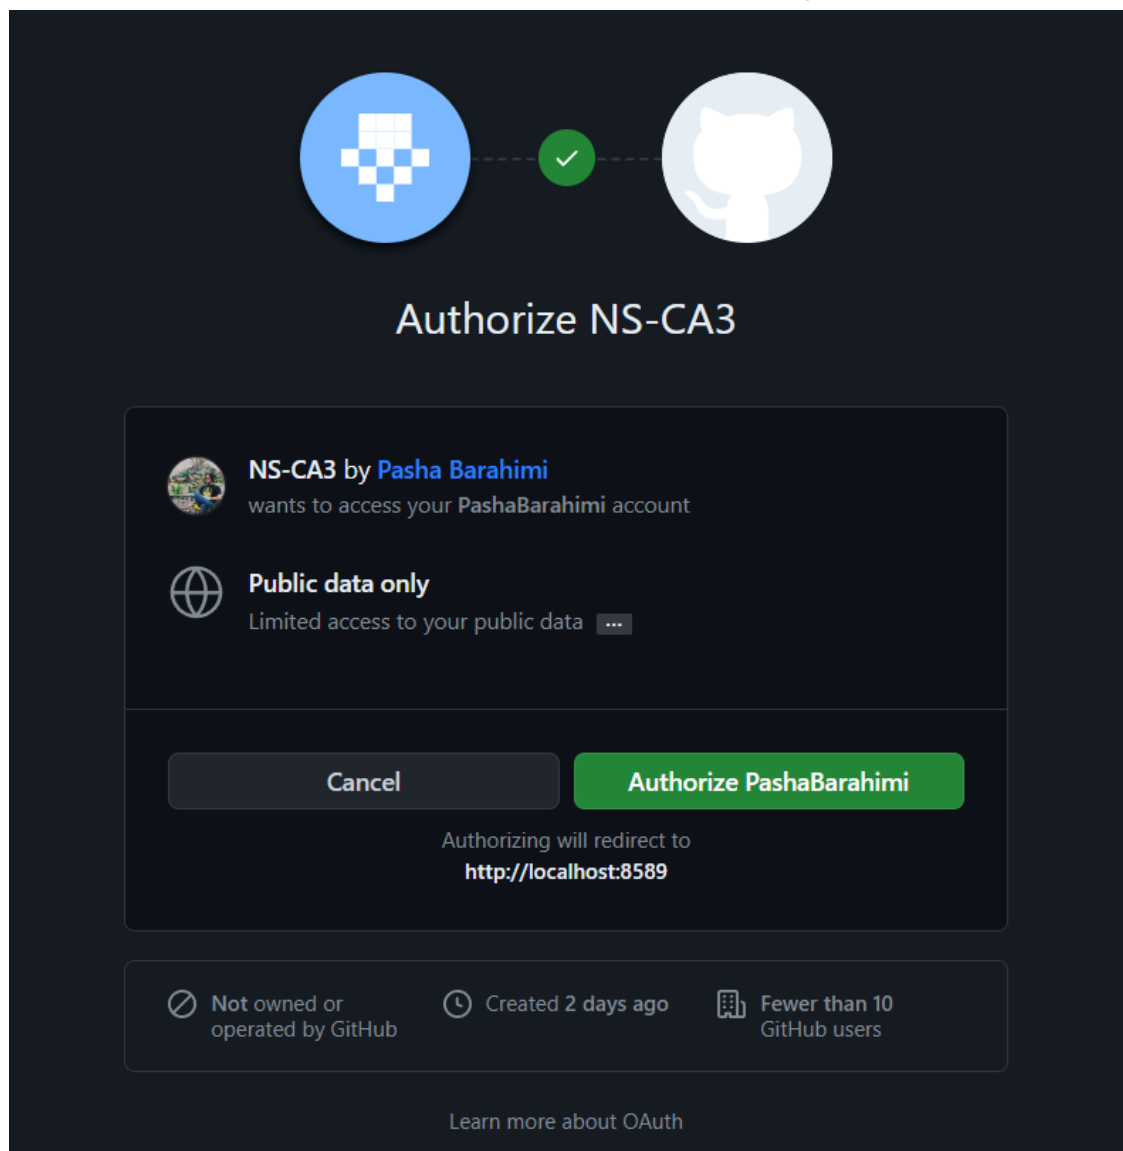 Authorize NS-CA3
NS-CA3 by Pasha Barahimi
wants to access your PashaBarahimi account
Public data only
Limited access to your public data ...
Cancel
Authorize PashaBarahimi
Authorizing will redirect to
http://localhost:8589
Not owned or
operated by GitHub
Created 2 days ago
Fewer than 10
GitHub users
Learn more about OAuth